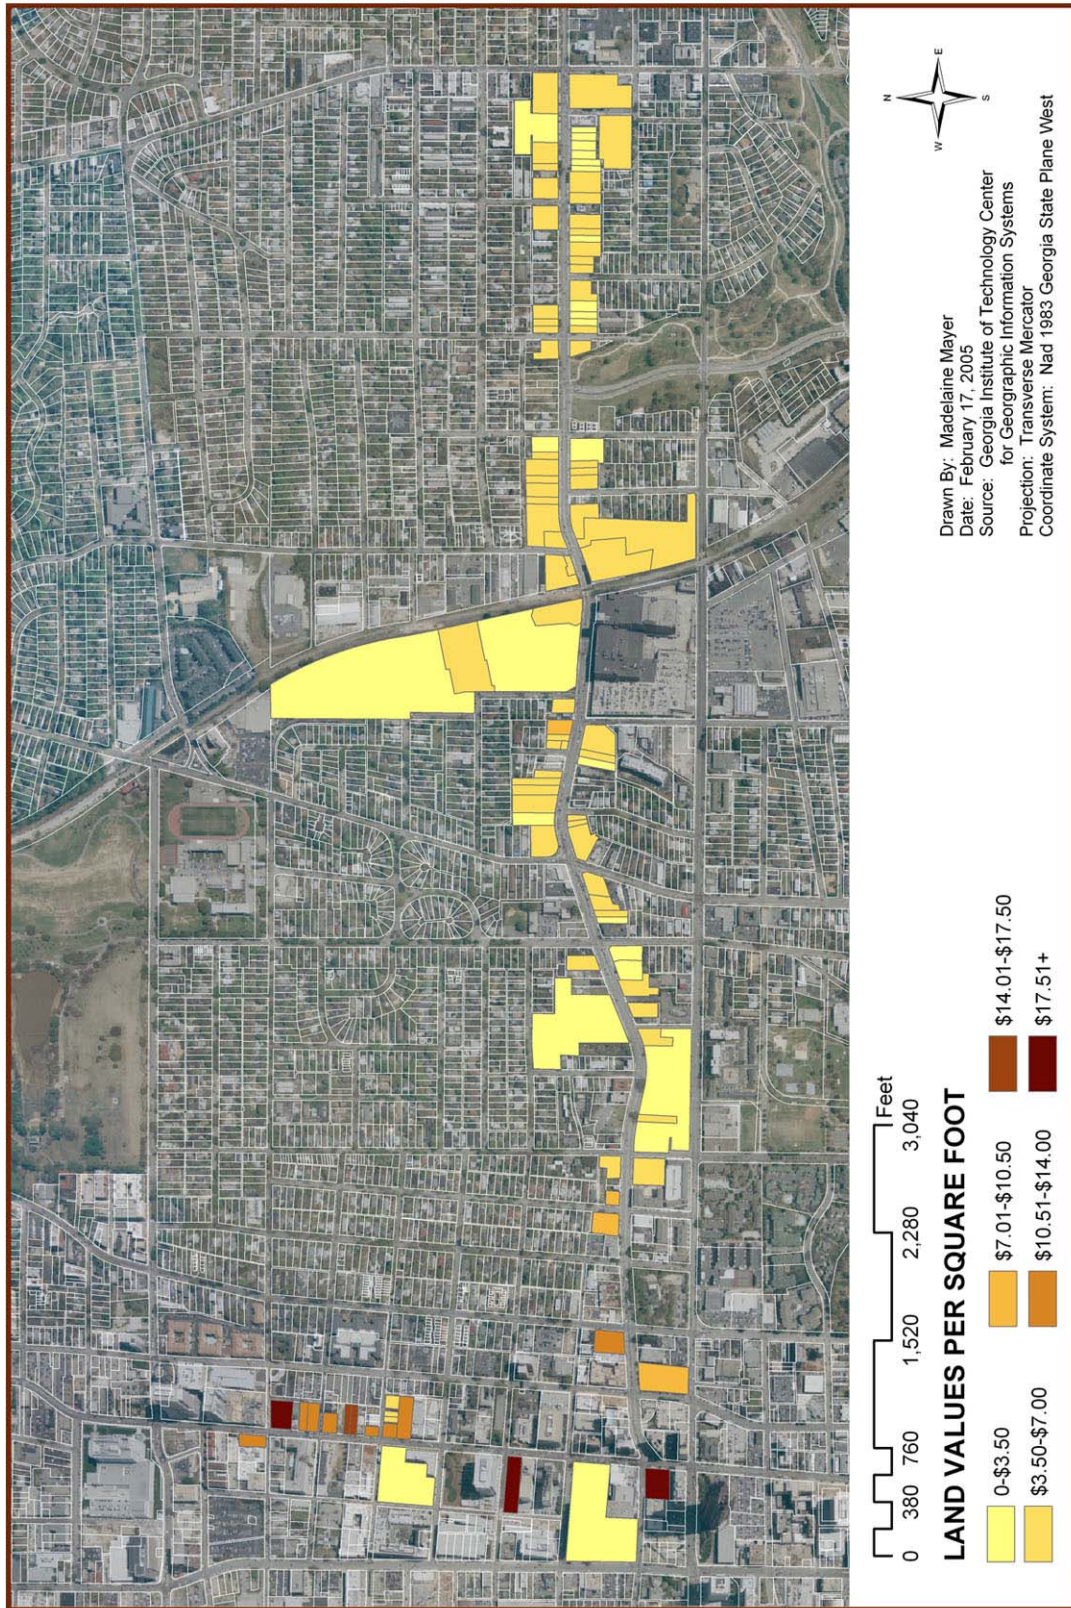 N
W
E
S
Drawn By: Madelaine Mayer
Date: February 17, 2005
Source: Georgia Institute of Technology Center
for Georgraphic Information Systems
Projection: Transverse Mercator
Coordinate System: Nad 1983 Georgia State Plane West
0 380 760 1,520 2,280 3,040 Feet
LAND VALUES PER SQUARE FOOT
0-$3.50 $7.01-$10.50 $14.01-$17.50
$3.50-$7.00 $10.51-$14.00 $17.51+